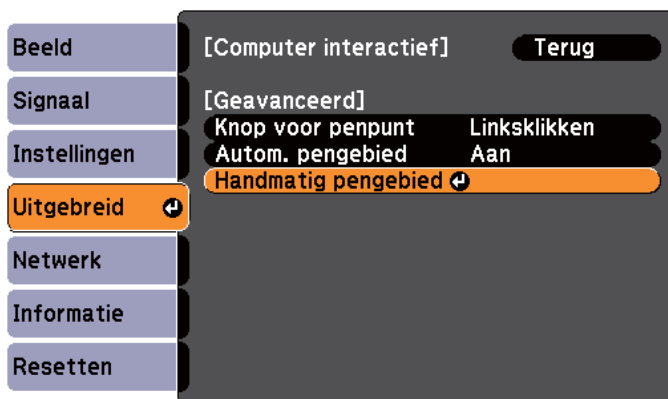 Beeld
Signaal
Instellingen
Uitgebreid
Netwerk
Informatie
Resetten
[Computer interactief] Terug
[Geavanceerd]
Knop voor penpunt Linksklikken
Autom. pengebied Aan
Handmatig pengebied